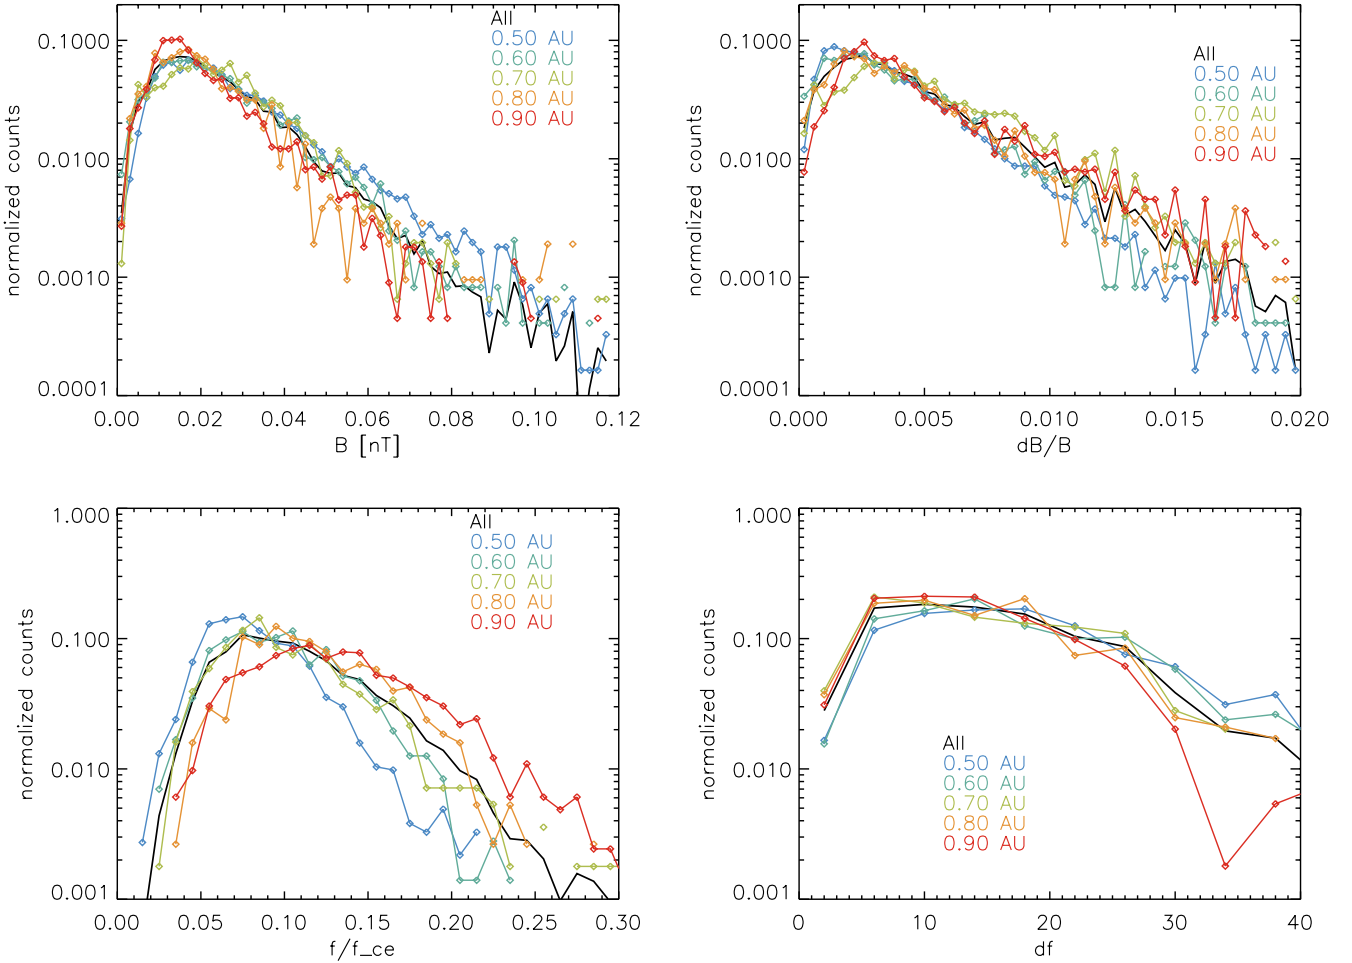 All
0.50 AU
0.60 AU
0.70 AU
0.80 AU
0.90 AU
0.1000
0.0100
0.0010
0.0001
normalized counts
0.00 0.02 0.04 0.06 0.08 0.10 0.12
B [nT]
All
0.50 AU
0.60 AU
0.70 AU
0.80 AU
0.90 AU
0.1000
0.0100
0.0010
0.0001
normalized counts
0.000 0.005 0.010 0.015 0.020
dB/B
All
0.50 AU
0.60 AU
0.70 AU
0.80 AU
0.90 AU
1.000
0.100
0.010
0.001
normalized counts
0.00 0.05 0.10 0.15 0.20 0.25 0.30
f/f_ce
1.000
0.100
0.010
0.001
normalized counts
All
0.50 AU
0.60 AU
0.70 AU
0.80 AU
0.90 AU
0 10 20 30 40
df